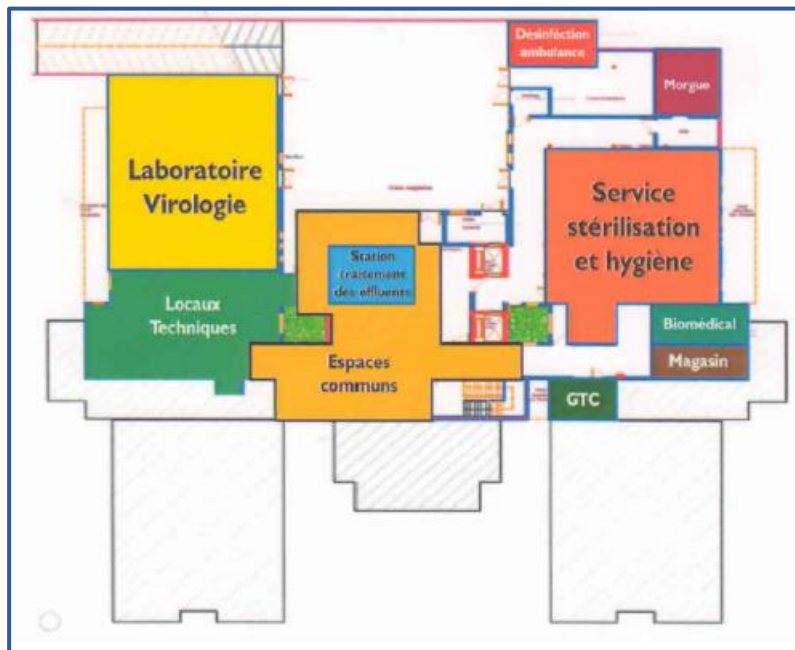 Désinféction
ambulance
Morgue
Laboratoire
Virologie
Service
stérilisation
et hygiène
Station
traitement
des effluents
Locaux
Techniques
Biomédical
Espaces
communs
Magasin
GTC